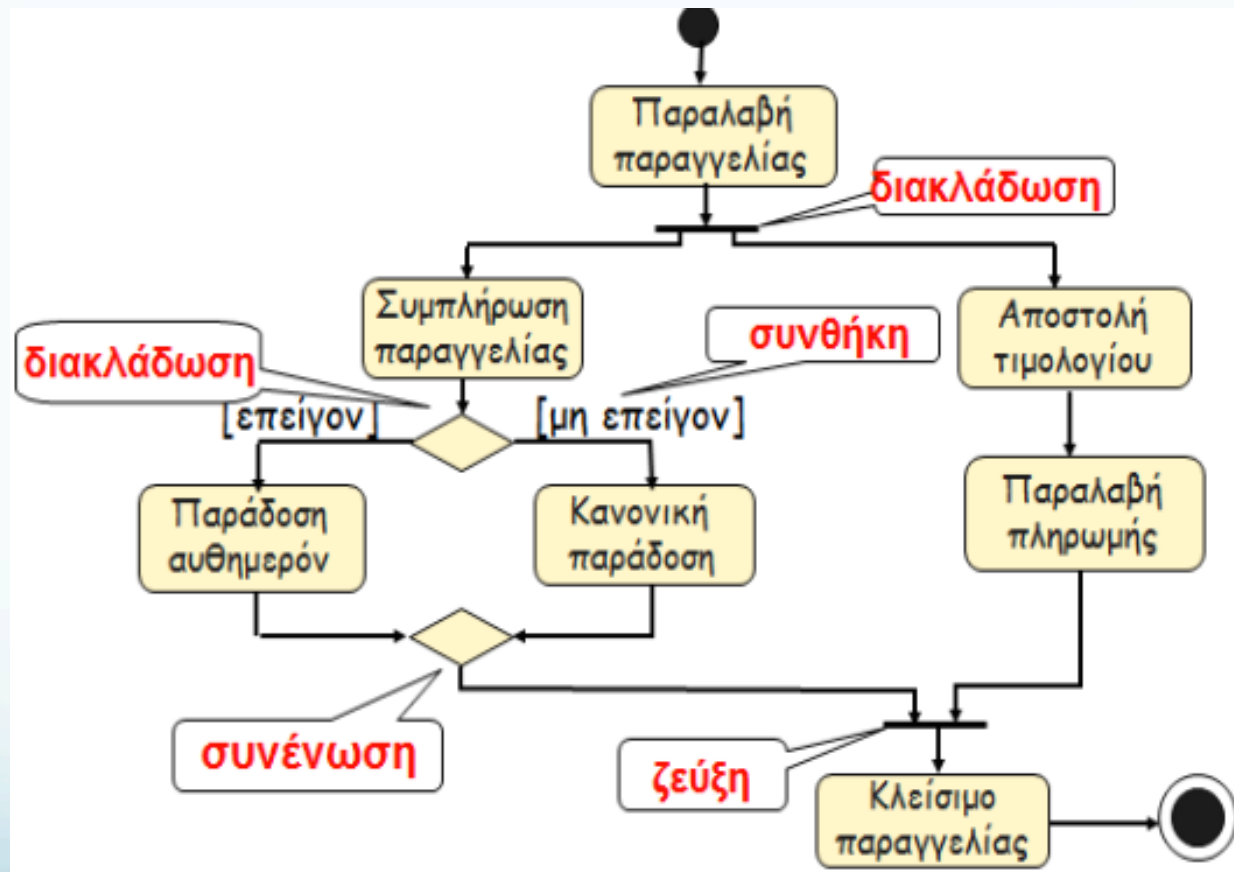 Παραλαβή
παραγγελίας
διακλάδωση
Συμπλήρωση
παραγγελίας
συνθήκη
Αποστολή
τιμολογίου
διακλάδωση
[επείγον]
[μη επείγον]
Παράδοση
αυθημερόν
Κανονική
παράδοση
Παραλαβή
πληρωμής
συνένωση
ζεύξη
Κλείσιμο
παραγγελίας